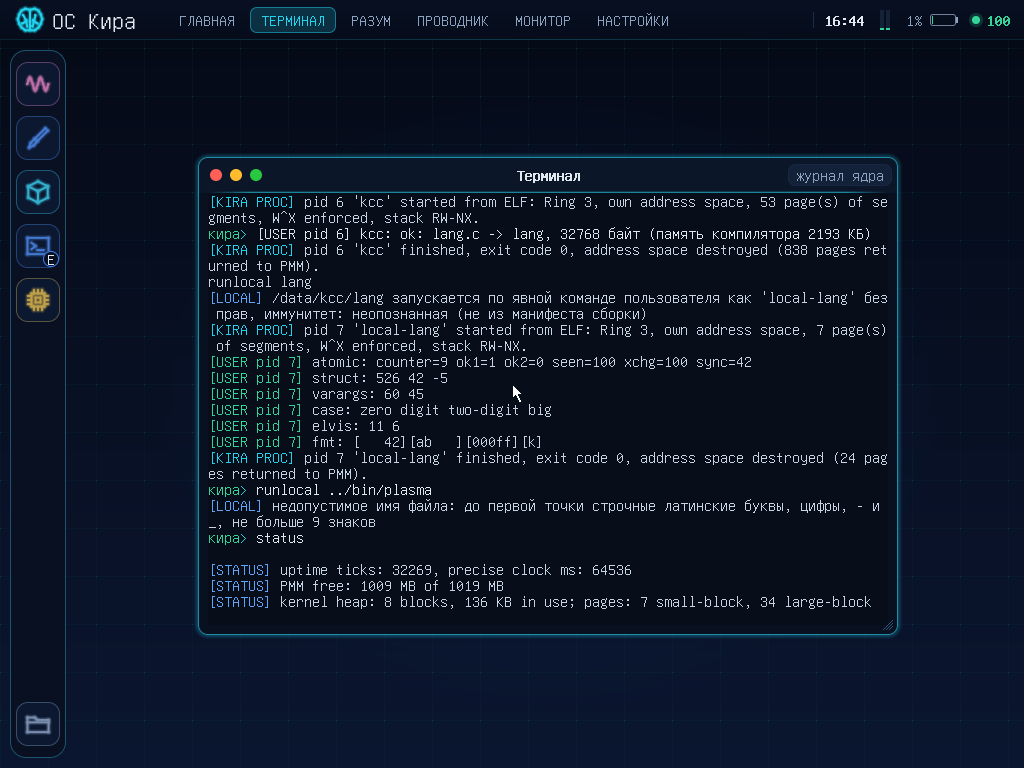 ОС Кира
ГЛАВНАЯ ТЕРМИНАЛ РАЗУМ ПРОВОДНИК МОНИТОР НАСТРОЙКИ
16:44 1% 100
Терминал
журнал ядра
[KIRA PROC] pid 6 'kcc' started from ELF: Ring 3, own address space, 53 page(s) of se
gments, W^X enforced, stack RW-NX.
кира> [USER pid 6] kcc: ok: lang.c -> lang, 32768 байт (память компилятора 2193 КБ)
[KIRA PROC] pid 6 'kcc' finished, exit code 0, address space destroyed (838 pages ret
urned to PMM).
runlocal lang
[LOCAL] /data/kcc/lang запускается по явной команде пользователя как 'local-lang' без
прав, иммунитет: неопознанная (не из манифеста сборки)
[KIRA PROC] pid 7 'local-lang' started from ELF: Ring 3, own address space, 7 page(s)
of segments, W^X enforced, stack RW-NX.
[USER pid 7] atomic: counter=9 ok1=1 ok2=0 seen=100 xchg=100 sync=42
[USER pid 7] struct: 526 42 -5
[USER pid 7] varargs: 60 45
[USER pid 7] case: zero digit two-digit big
[USER pid 7] elvis: 11 6
[USER pid 7] fmt: [   42][ab   ][000ff][k]
[KIRA PROC] pid 7 'local-lang' finished, exit code 0, address space destroyed (24 pag
es returned to PMM).
кира> runlocal ../bin/plasma
[LOCAL] недопустимое имя файла: до первой точки строчные латинские буквы, цифры, - и
_, не больше 9 знаков
кира> status
[STATUS] uptime ticks: 32269, precise clock ms: 64536
[STATUS] PMM free: 1009 MB of 1019 MB
[STATUS] kernel heap: 8 blocks, 136 KB in use; pages: 7 small-block, 34 large-block
E